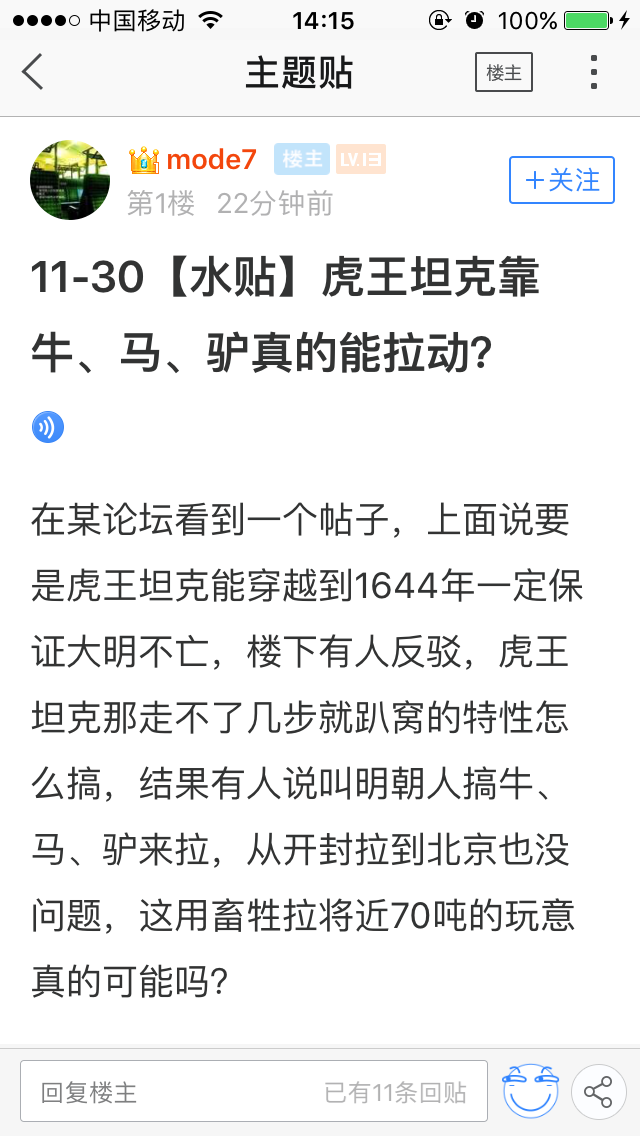 中国移动 14:15 100%
主题贴 楼主
mode7 楼主 LV.13
第1楼 22分钟前
+关注
11-30【水贴】虎王坦克靠
牛、马、驴真的能拉动?
在某论坛看到一个帖子，上面说要
是虎王坦克能穿越到1644年一定保
证大明不亡，楼下有人反驳，虎王
坦克那走不了几步就趴窝的特性怎
么搞，结果有人说叫明朝人搞牛、
马、驴来拉，从开封拉到北京也没
问题，这用畜牲拉将近70吨的玩意
真的可能吗?
回复楼主 已有11条回贴